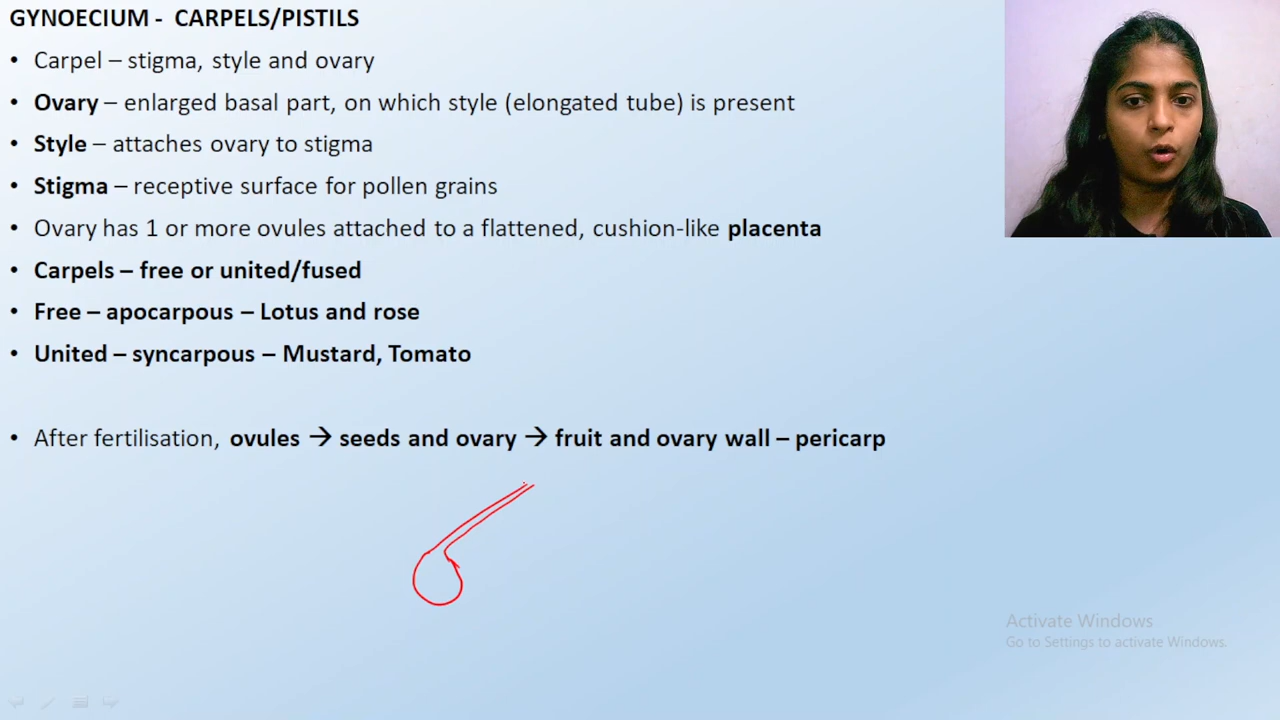 GYNOECIUM - CARPELS/PISTILS
• Carpel – stigma, style and ovary
• Ovary – enlarged basal part, on which style (elongated tube) is present
• Style – attaches ovary to stigma
• Stigma – receptive surface for pollen grains
• Ovary has 1 or more ovules attached to a flattened, cushion-like placenta
• Carpels – free or united/fused
• Free – apocarpous – Lotus and rose
• United – syncarpous – Mustard, Tomato
• After fertilisation, ovules → seeds and ovary → fruit and ovary wall – pericarp
Activate Windows
Go to Settings to activate Windows.